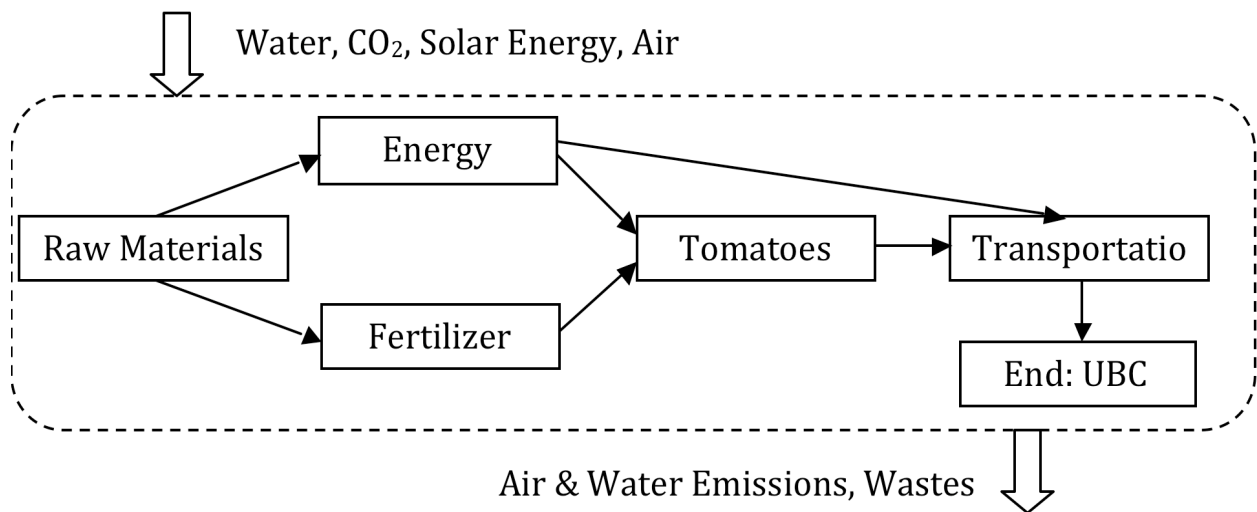 Water, CO₂, Solar Energy, Air
Energy
Raw Materials
Tomatoes
Transportatio
Fertilizer
End: UBC
Air & Water Emissions, Wastes